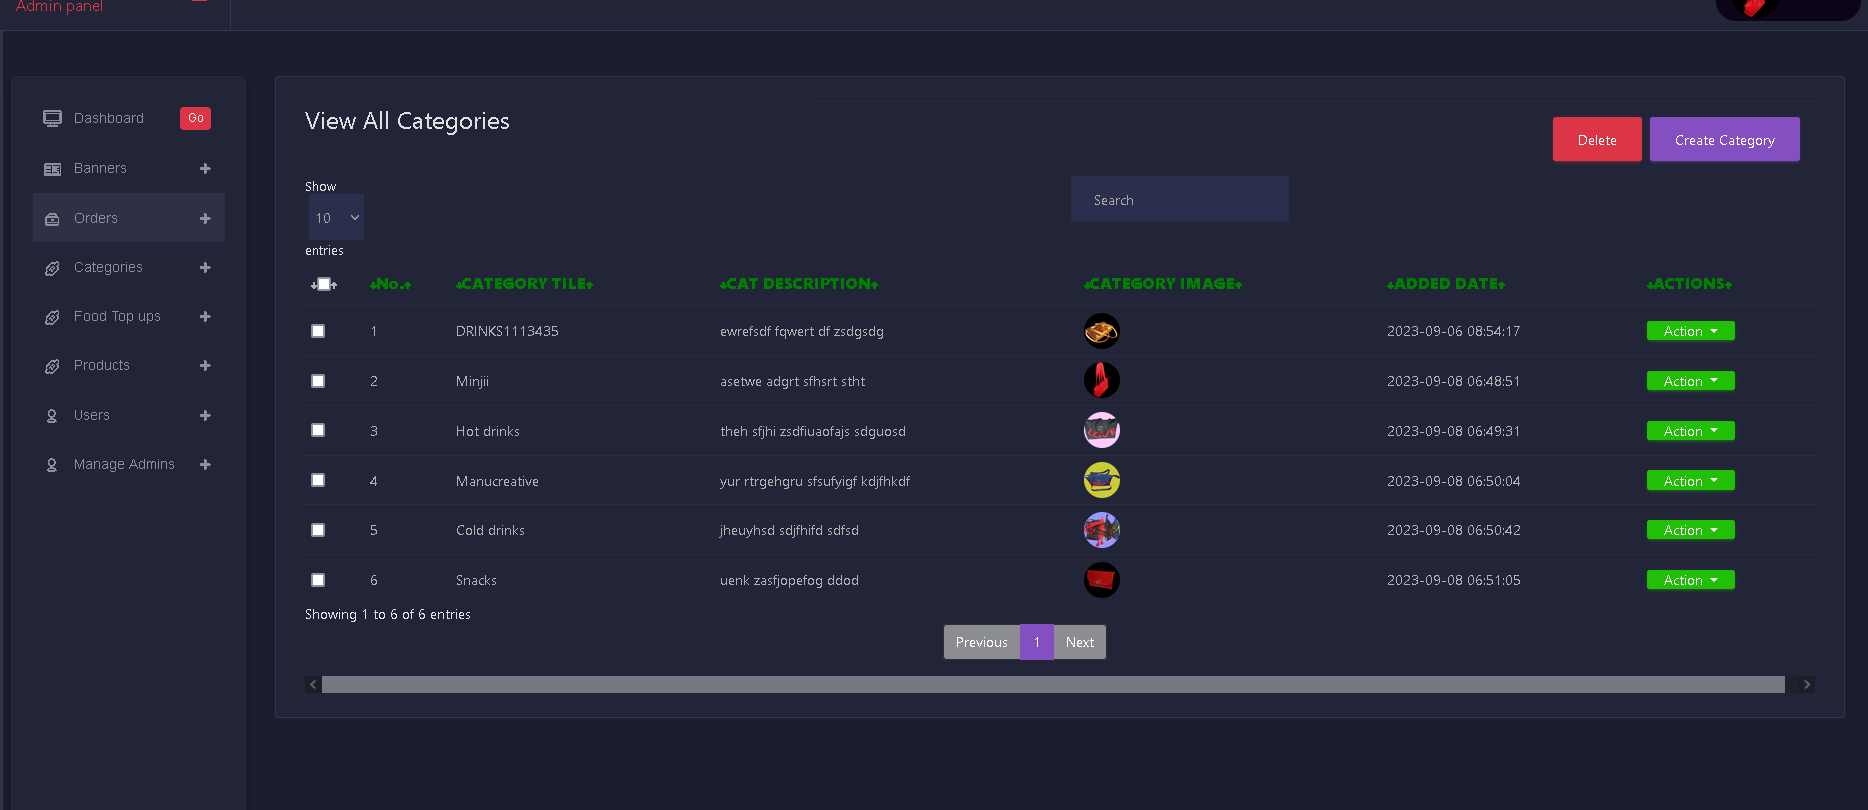 Admin panel
Dashboard Go
Banners
Orders
Categories
Food Top ups
Products
Users
Manage Admins
View All Categories
Delete Create Category
Show
10
entries
Search
No. CATEGORY TILE CAT DESCRIPTION CATEGORY IMAGE ADDED DATE ACTIONS
1 DRINKS1113435 ewrefsdf fqwert df zsdgsdg 2023-09-06 08:54:17 Action
2 Minjii asetwe adgrt sfhsrt stht 2023-09-08 06:48:51 Action
3 Hot drinks theh sfjhi zsdfiuaofajs sdguosd 2023-09-08 06:49:31 Action
4 Manucreative yur rtrgehgru sfsufyigf kdjfhkdf 2023-09-08 06:50:04 Action
5 Cold drinks jheuyhsd sdjfhifd sdfsd 2023-09-08 06:50:42 Action
6 Snacks uenk zasfjopefog ddod 2023-09-08 06:51:05 Action
Showing 1 to 6 of 6 entries
Previous 1 Next